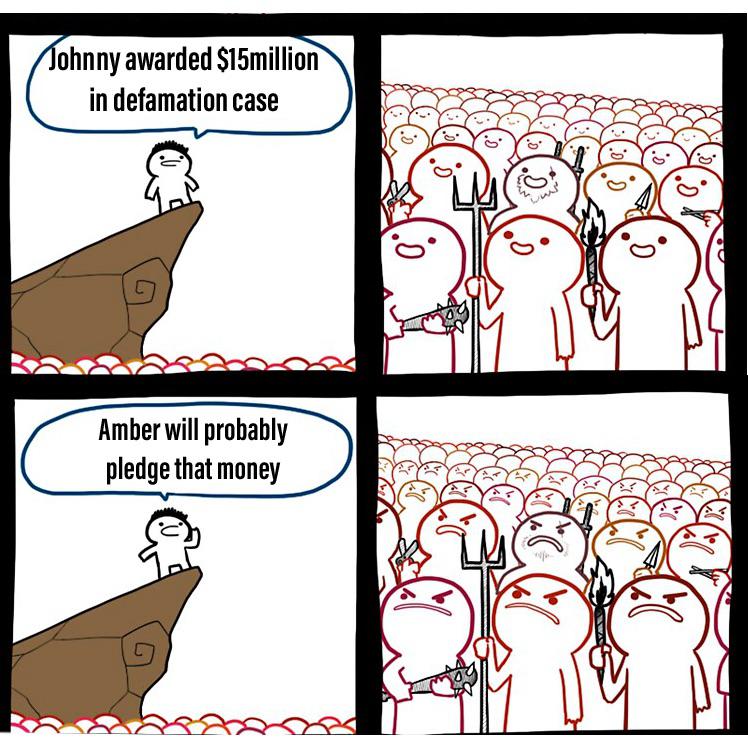 Johnny awarded $15million
in defamation case
Amber will probably
pledge that money